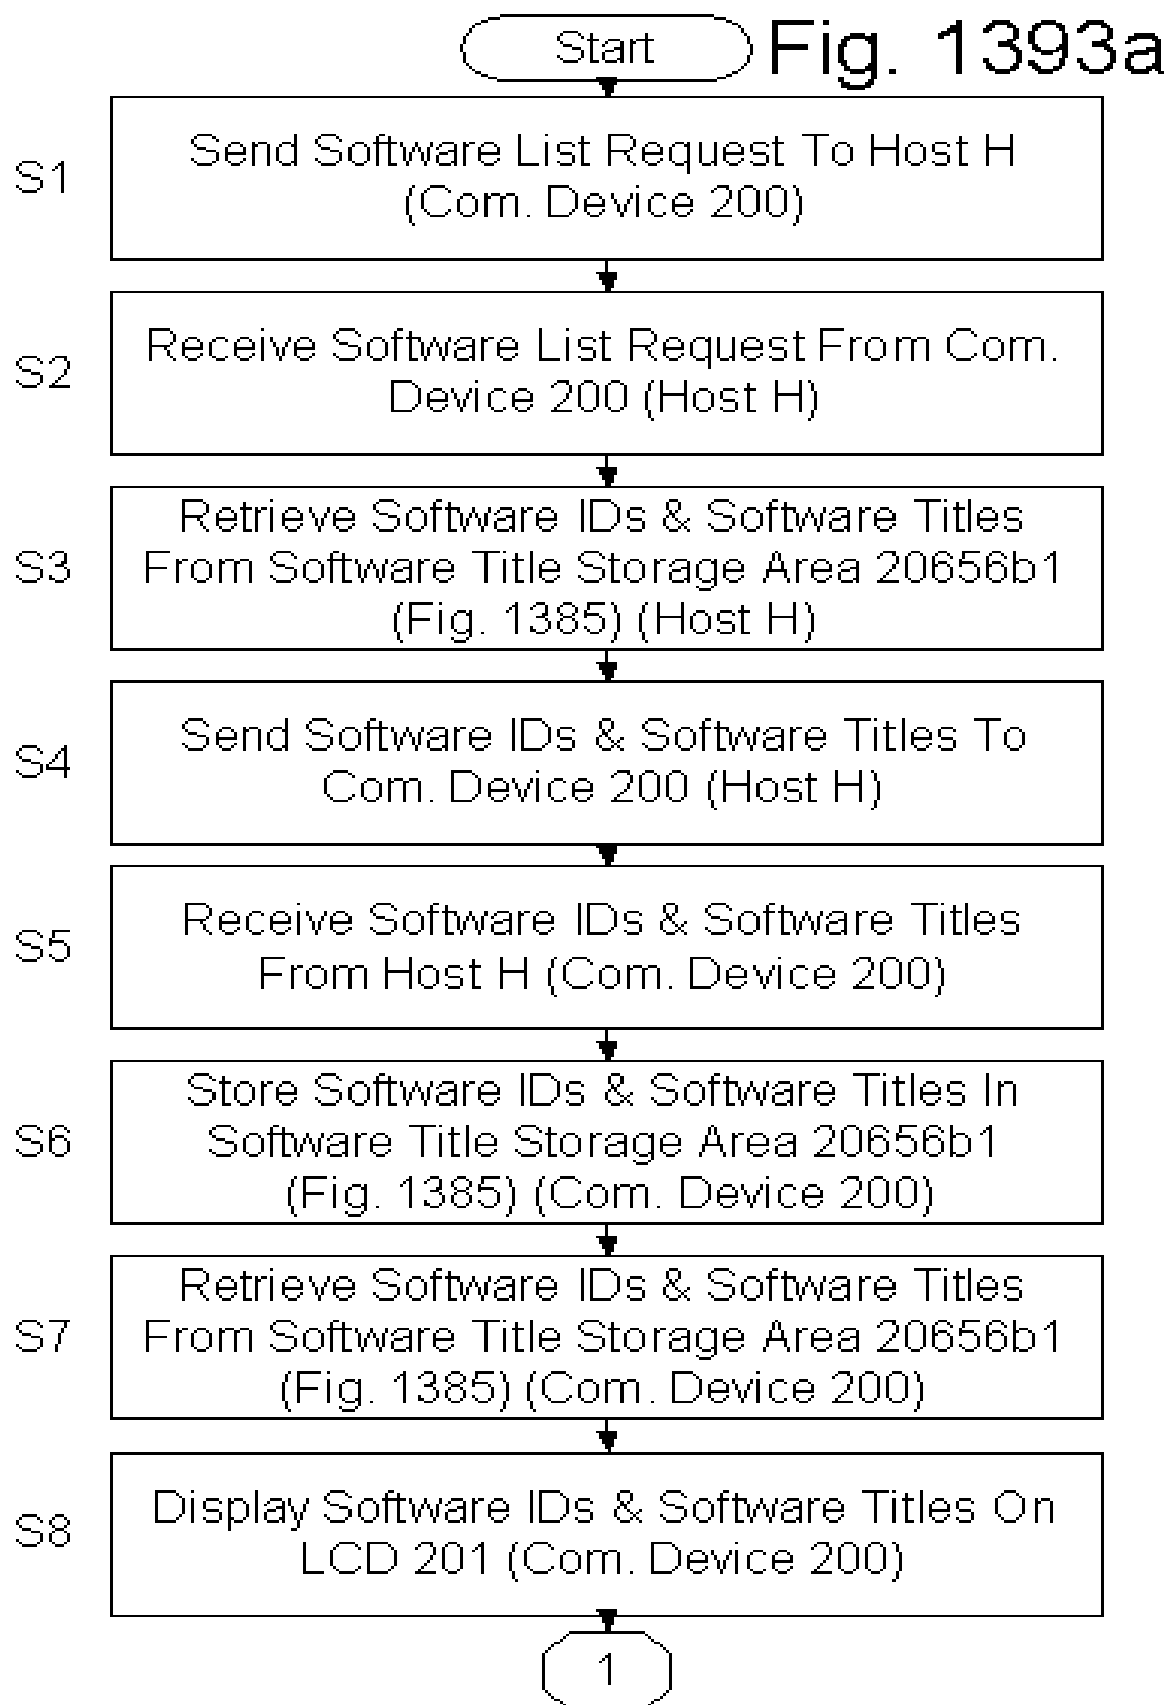 Start
Fig. 1393a
S1
Send Software List Request To Host H
(Com. Device 200)
S2
Receive Software List Request From Com.
Device 200 (Host H)
S3
Retrieve Software IDs & Software Titles
From Software Title Storage Area 20656b1
(Fig. 1385) (Host H)
S4
Send Software IDs & Software Titles To
Com. Device 200 (Host H)
S5
Receive Software IDs & Software Titles
From Host H (Com. Device 200)
S6
Store Software IDs & Software Titles In
Software Title Storage Area 20656b1
(Fig. 1385) (Com. Device 200)
S7
Retrieve Software IDs & Software Titles
From Software Title Storage Area 20656b1
(Fig. 1385) (Com. Device 200)
S8
Display Software IDs & Software Titles On
LCD 201 (Com. Device 200)
1